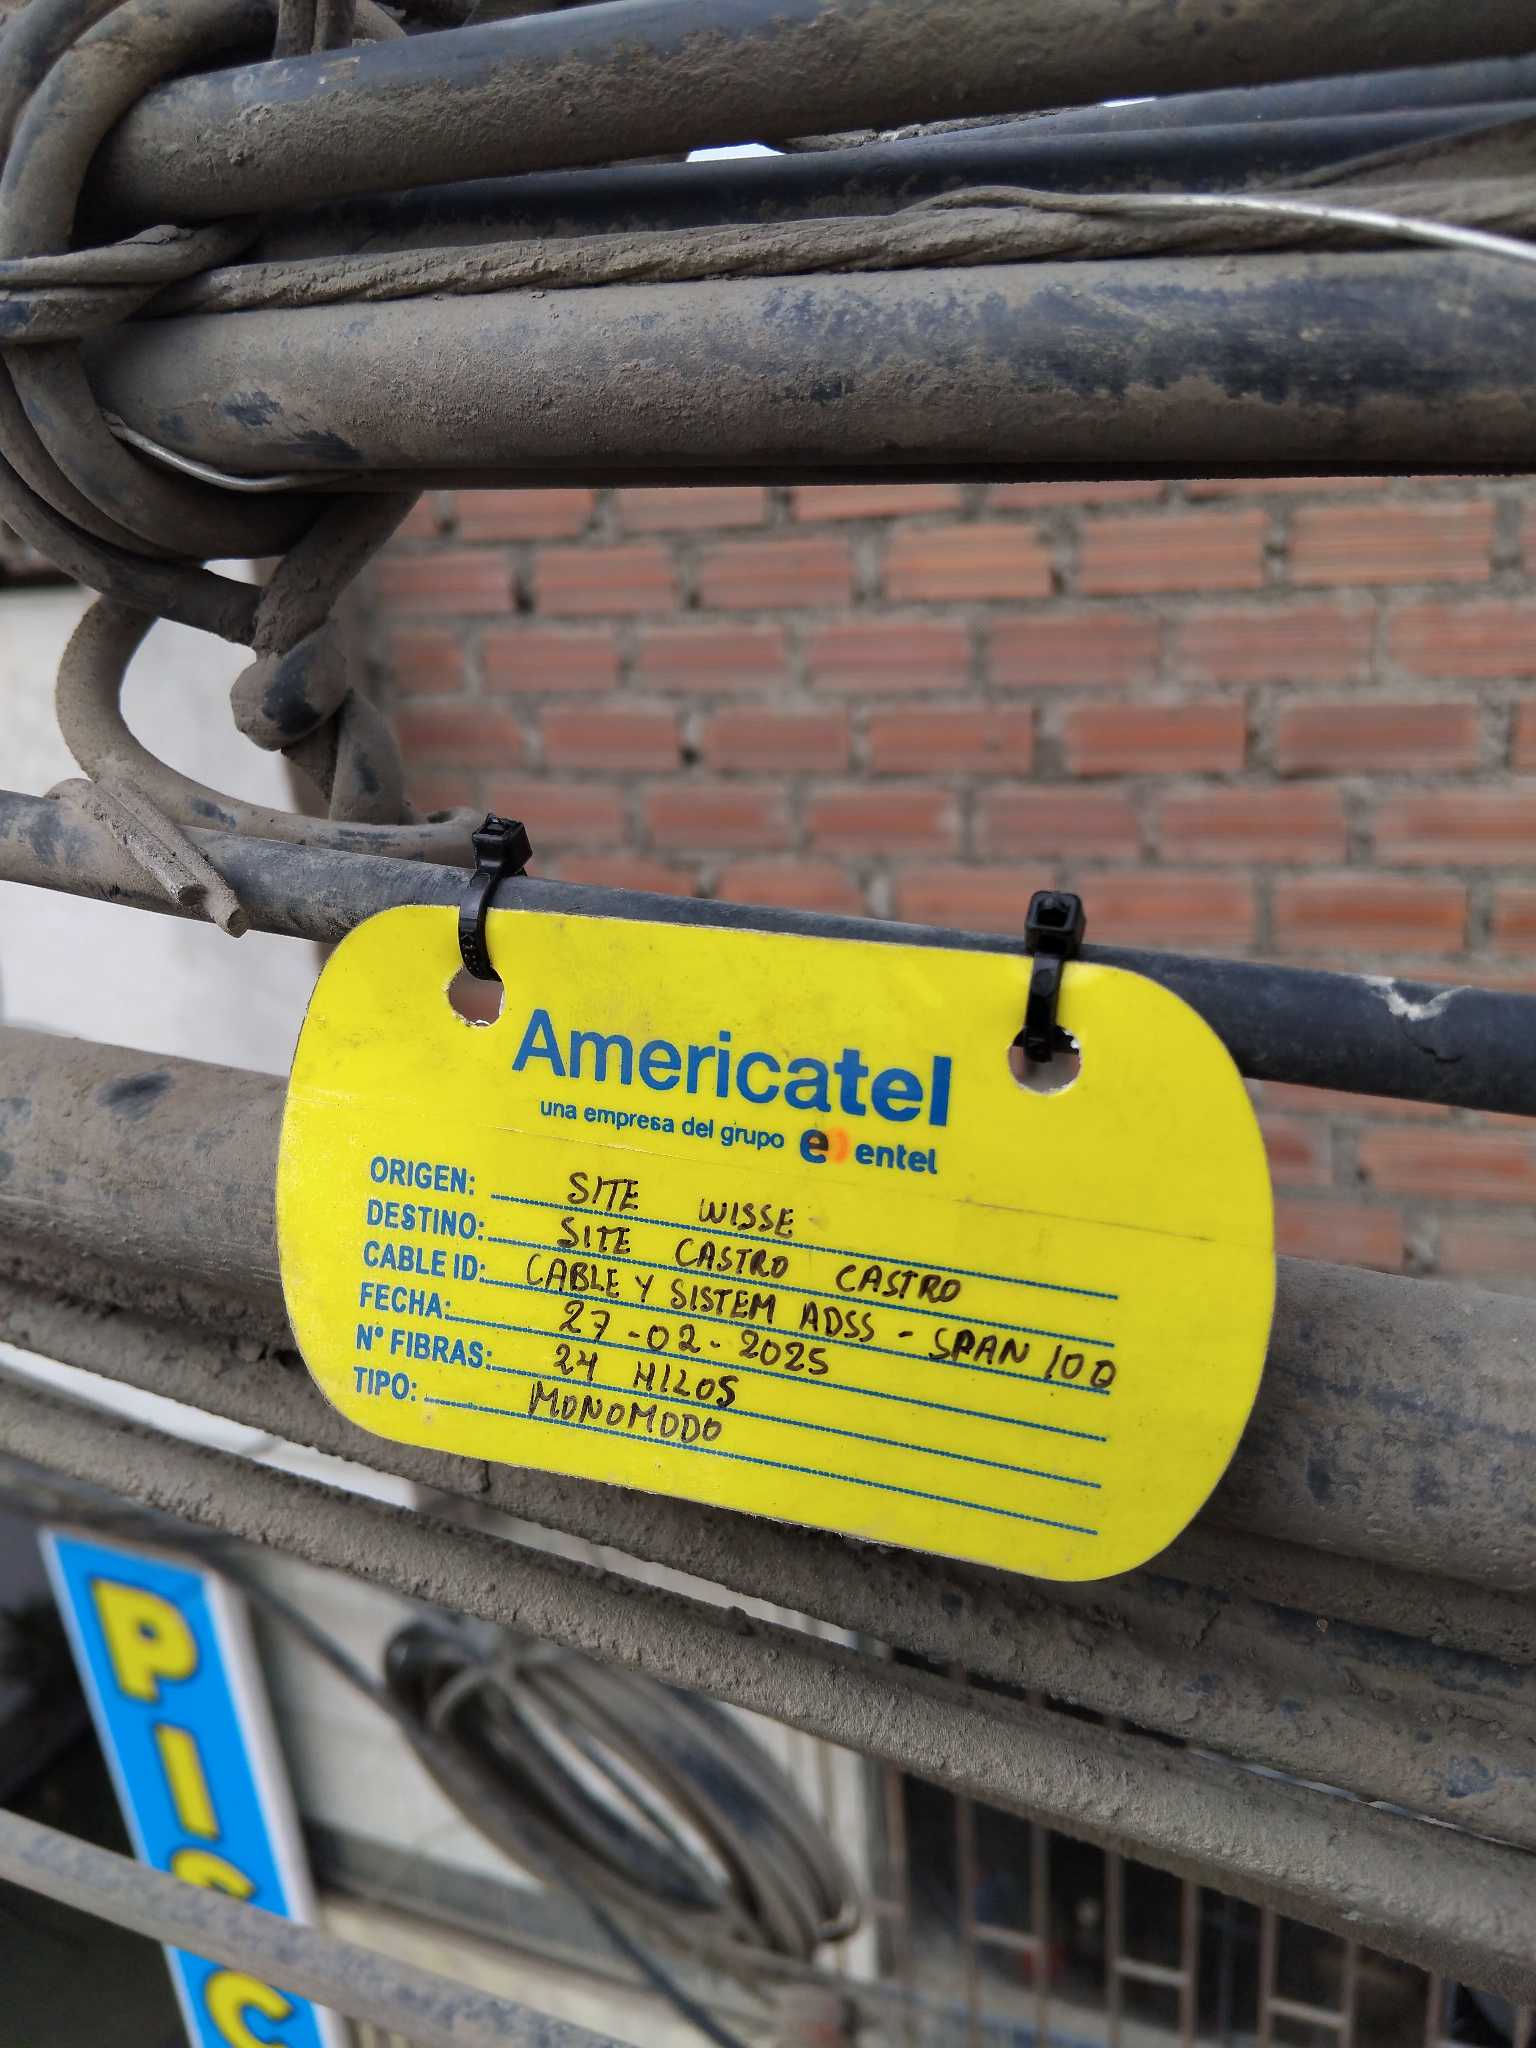 Americatel
una empresa del grupo e) entel
ORIGEN: SITE WISSE
DESTINO: SITE CASTRO CASTRO
CABLE ID: CABLE Y SISTEM ADSS - SPAN 100
FECHA: 27-02-2025
N° FIBRAS: 24 HILOS
TIPO: MONOMODO